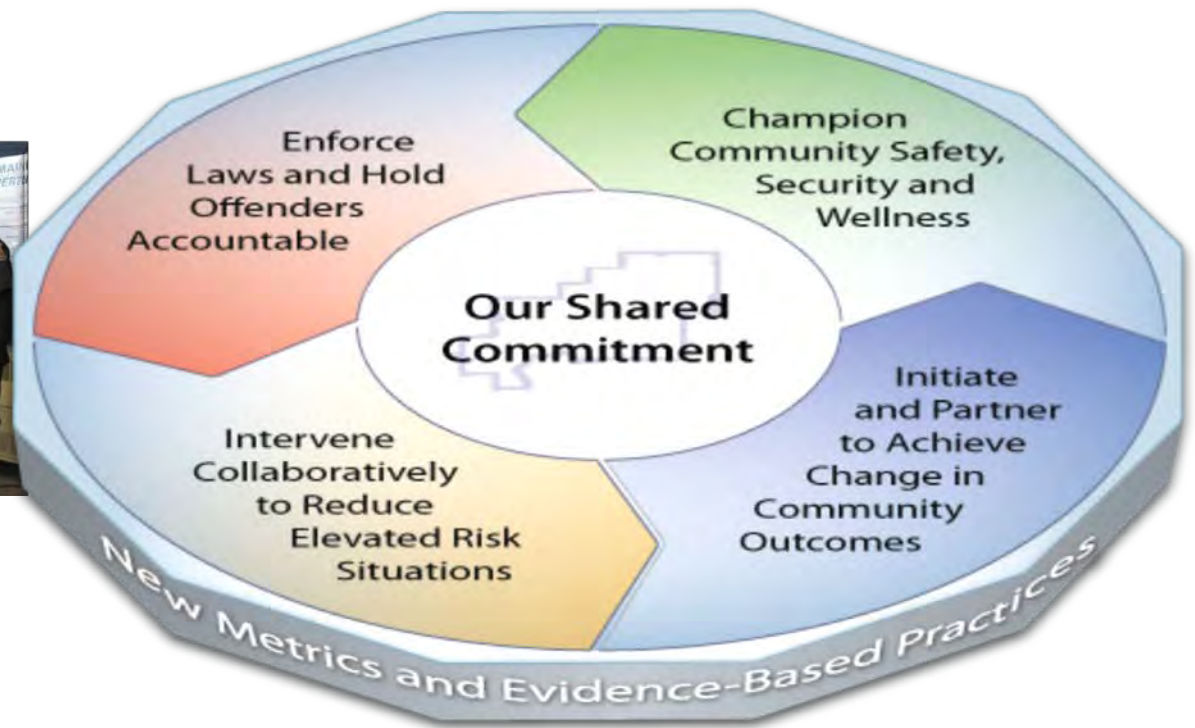 Enforce
Laws and Hold
Offenders
Accountable
Champion
Community Safety,
Security and
Wellness
Our Shared
Commitment
Intervene
Collaboratively
to Reduce
Elevated Risk
Situations
Initiate
and Partner
to Achieve
Change in
Community
Outcomes
New Metrics and Evidence-Based Practices